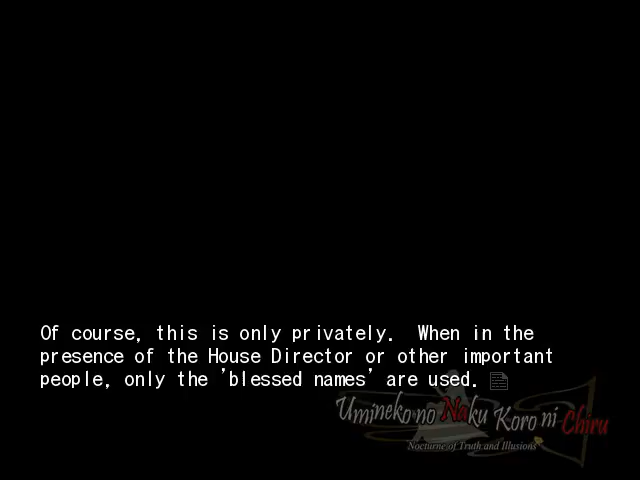 Of course, this is only privately.  When in the
presence of the House Director or other important
people, only the 'blessed names' are used.
Umineko no Naku Koro ni Chiru
Nocturne of Truth and Illusions